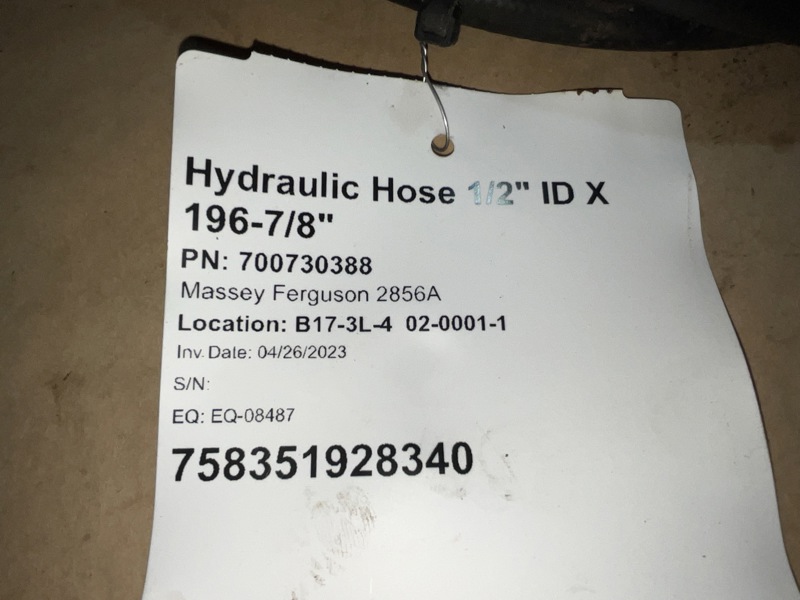 Hydraulic Hose 1/2" ID X
196-7/8"
PN: 700730388
Massey Ferguson 2856A
Location: B17-3L-4 02-0001-1
Inv. Date: 04/26/2023
S/N:
EQ: EQ-08487
758351928340